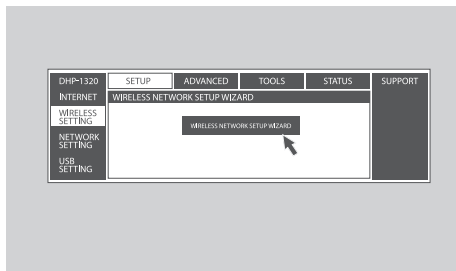 DHP-1320 SETUP ADVANCED TOOLS STATUS SUPPORT
INTERNET
WIRELESS NETWORK SETUP WIZARD
WIRELESS
SETTING
WIRELESS NETWORK SETUP WIZARD
NETWORK
SETTING
USB
SETTING